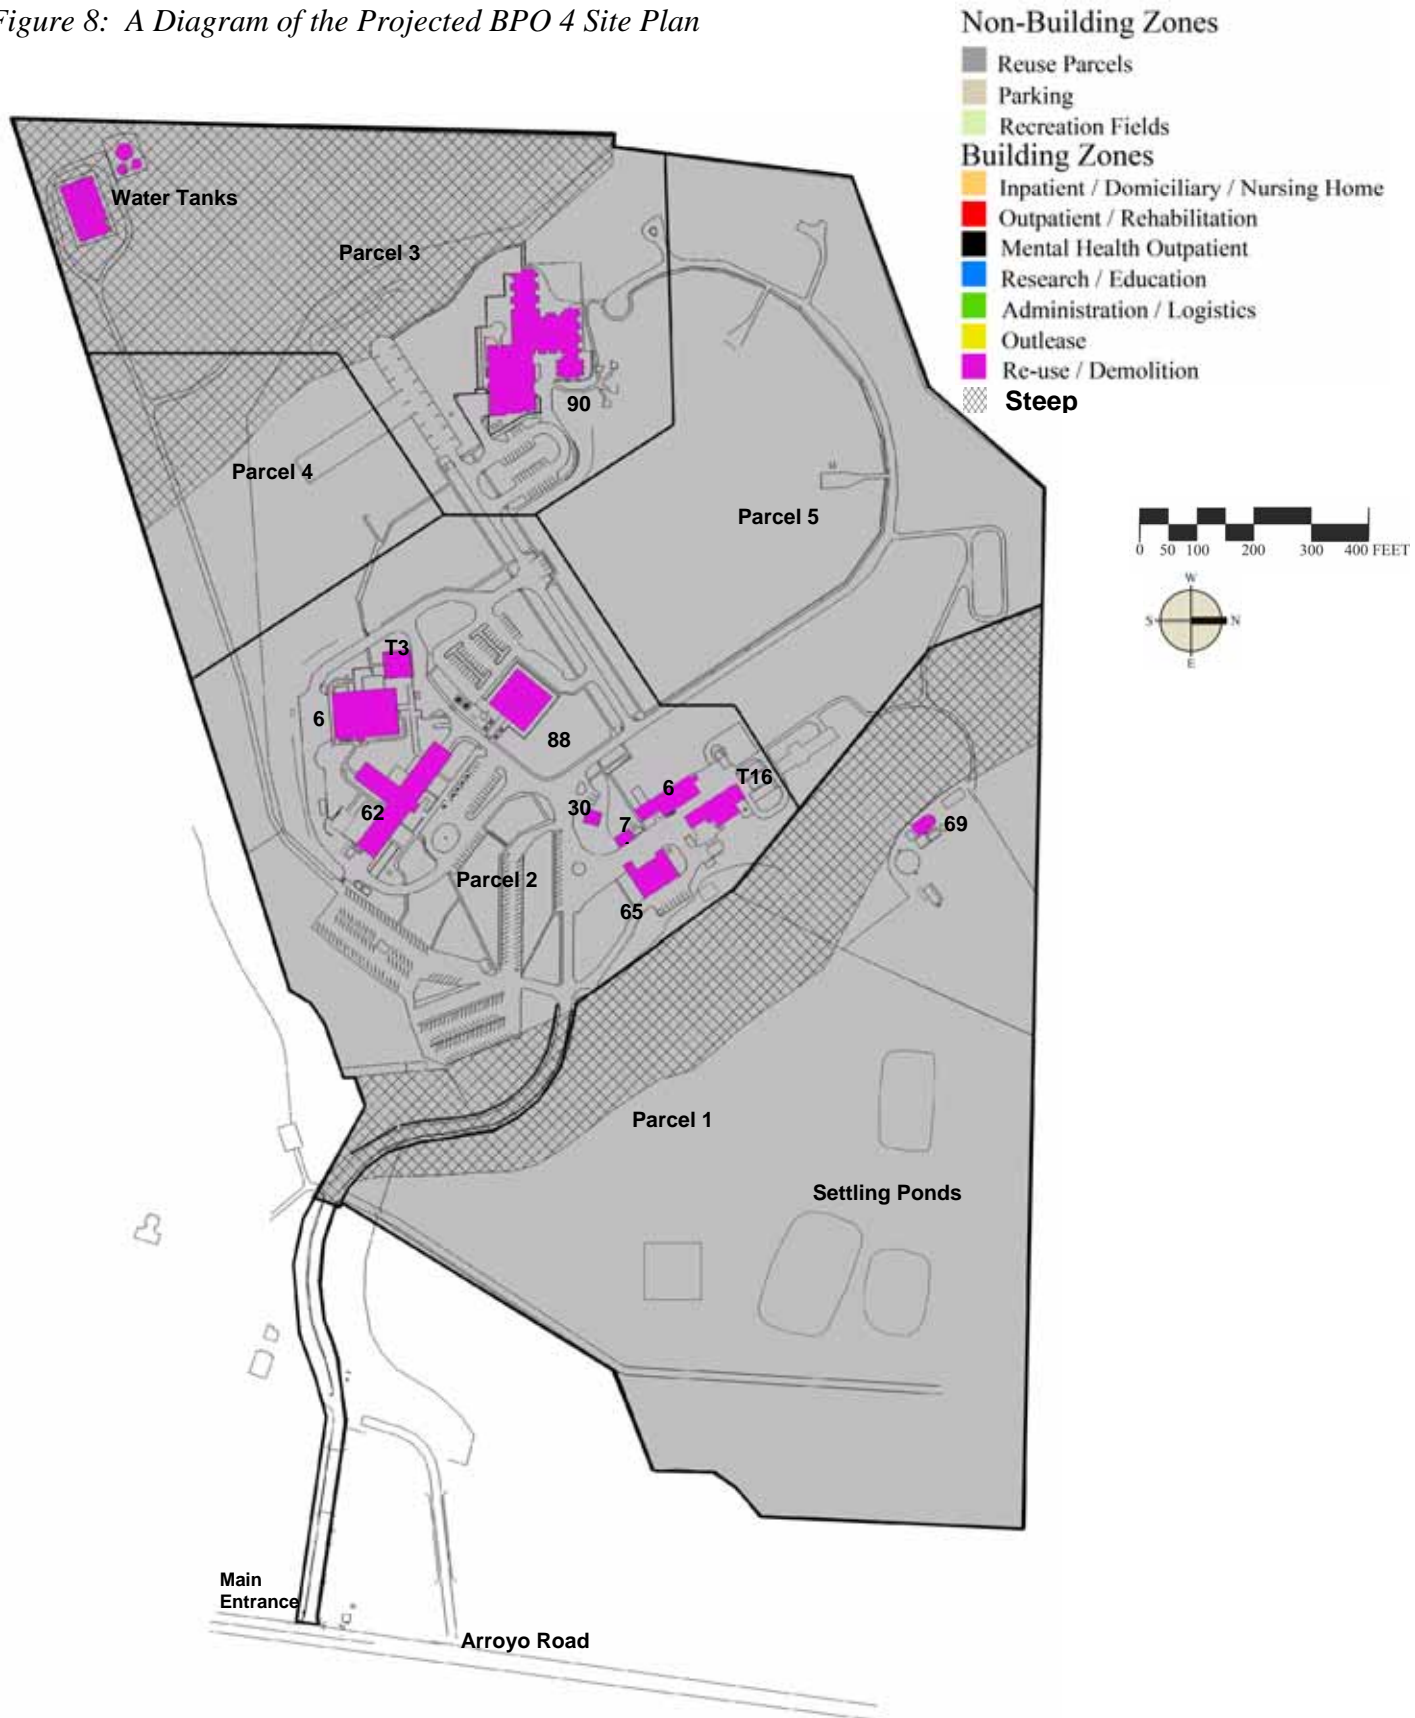 Figure 8:  A Diagram of the Projected BPO 4 Site Plan
Non-Building Zones
Reuse Parcels
Parking
Recreation Fields
Building Zones
Inpatient / Domiciliary / Nursing Home
Outpatient / Rehabilitation
Mental Health Outpatient
Research / Education
Administration / Logistics
Outlease
Re-use / Demolition
Steep
Water Tanks
Parcel 3
90
Parcel 4
Parcel 5
0 50 100 200 300 400 FEET
W
S N
E
T3
6
88
62
30
7
6
T16
69
Parcel 2
65
Parcel 1
Settling Ponds
Main
Entrance
Arroyo Road